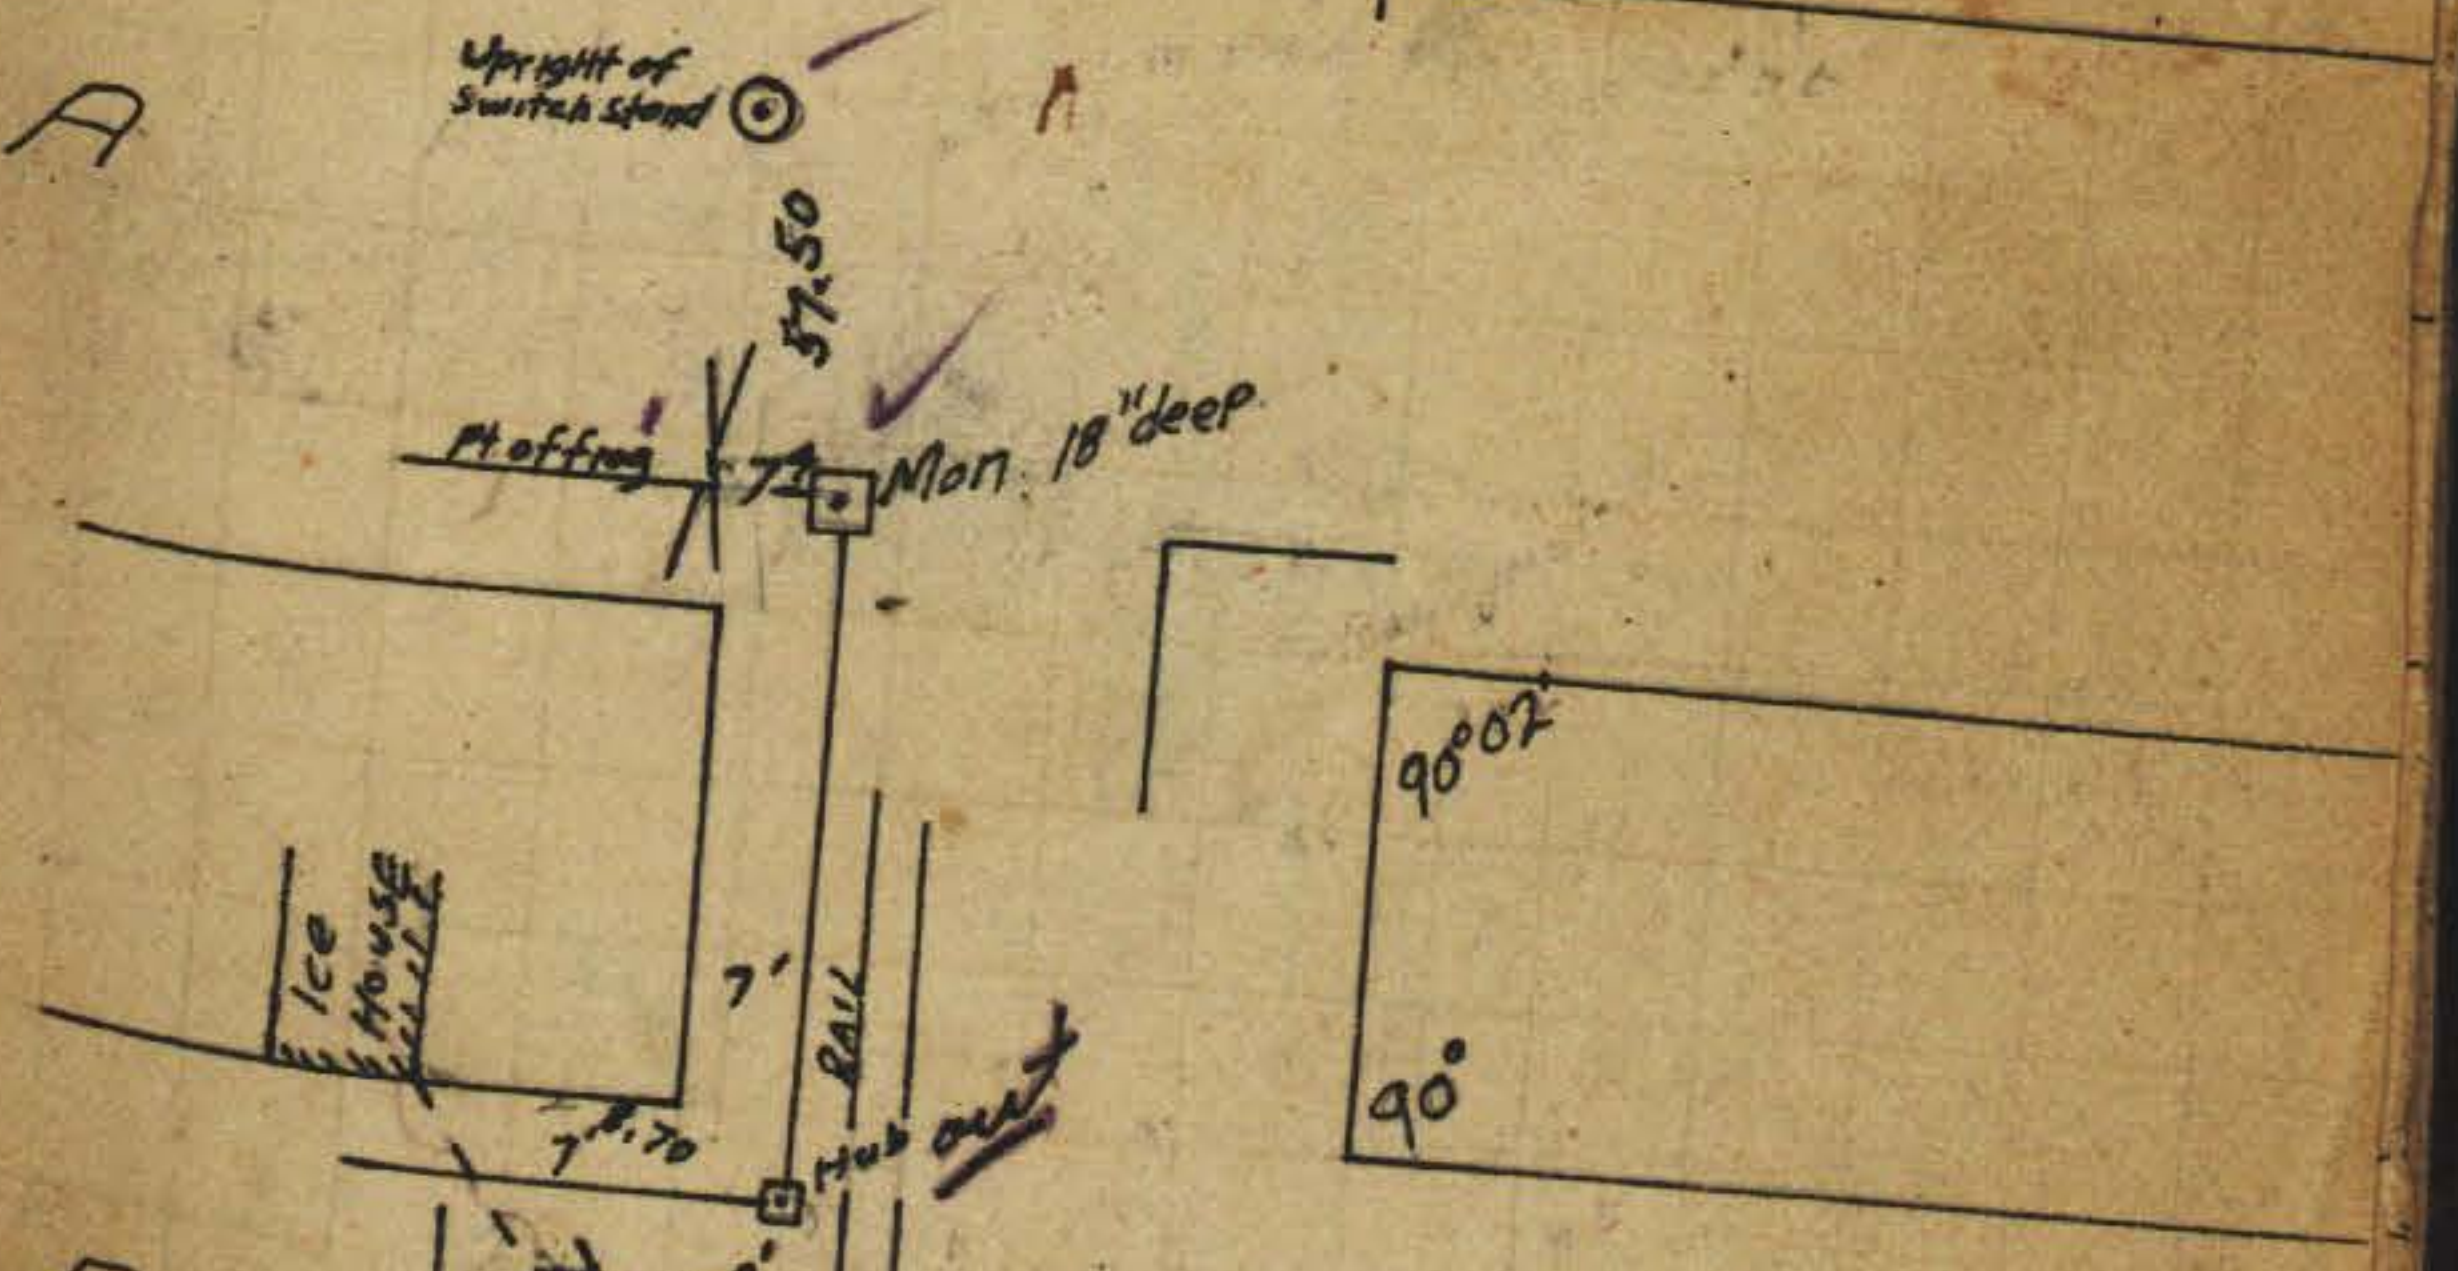 A
Upright of
Switch Stand
57.50
Pt of frog
Mon. 18" deep.
90°02'
Ice
House
7'
RAIL
90°
Hub out